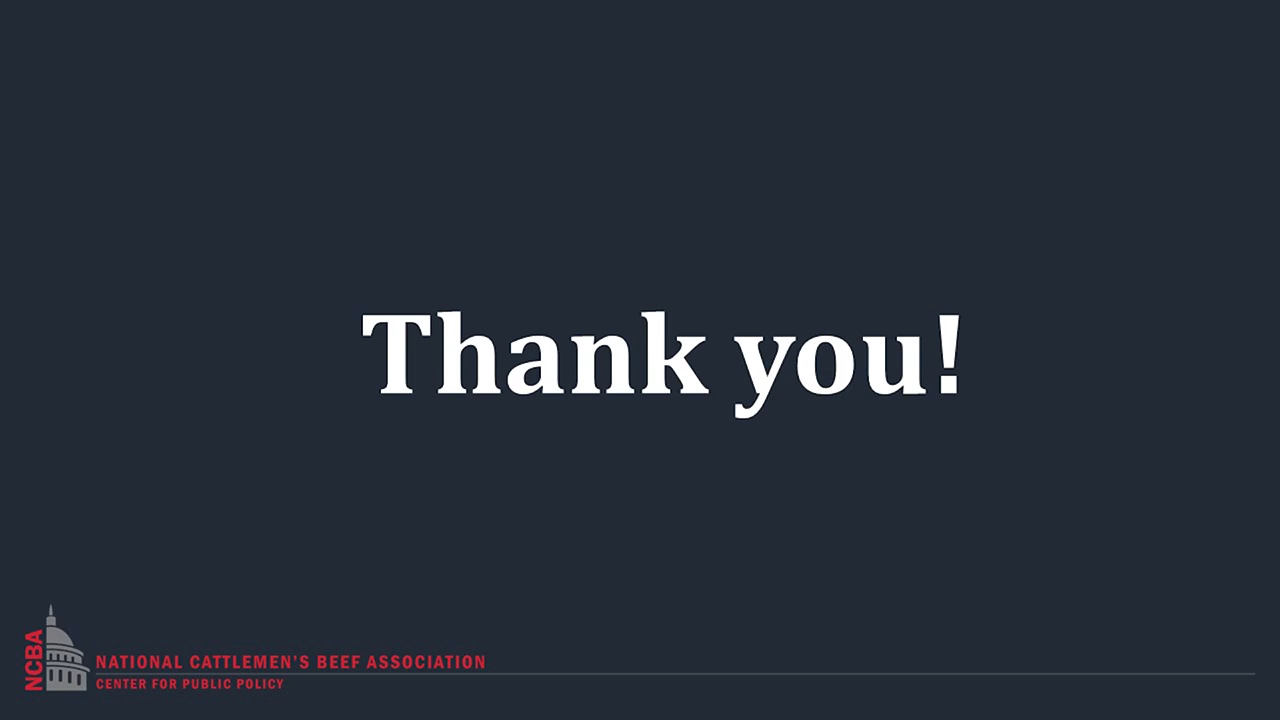 Thank you!
NCBA
NATIONAL CATTLEMEN'S BEEF ASSOCIATION
CENTER FOR PUBLIC POLICY